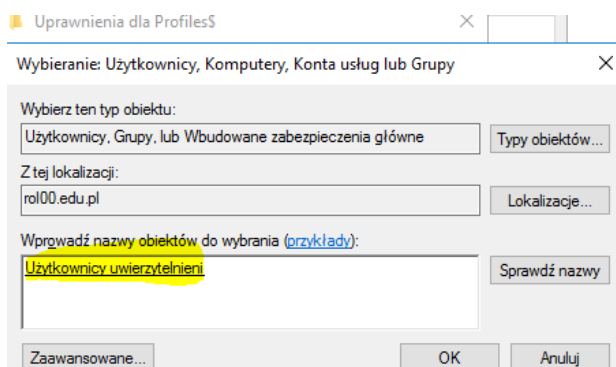 Uprawnienia dla Profiles$
Wybieranie: Użytkownicy, Komputery, Konta usług lub Grupy
Wybierz ten typ obiektu:
Użytkownicy, Grupy, lub Wbudowane zabezpieczenia główne
Typy obiektów...
Z tej lokalizacji:
rol00.edu.pl
Lokalizacje...
Wprowadź nazwy obiektów do wybrania (przykłady):
Użytkownicy uwierzytelnieni
Sprawdź nazwy
Zaawansowane...
OK
Anuluj